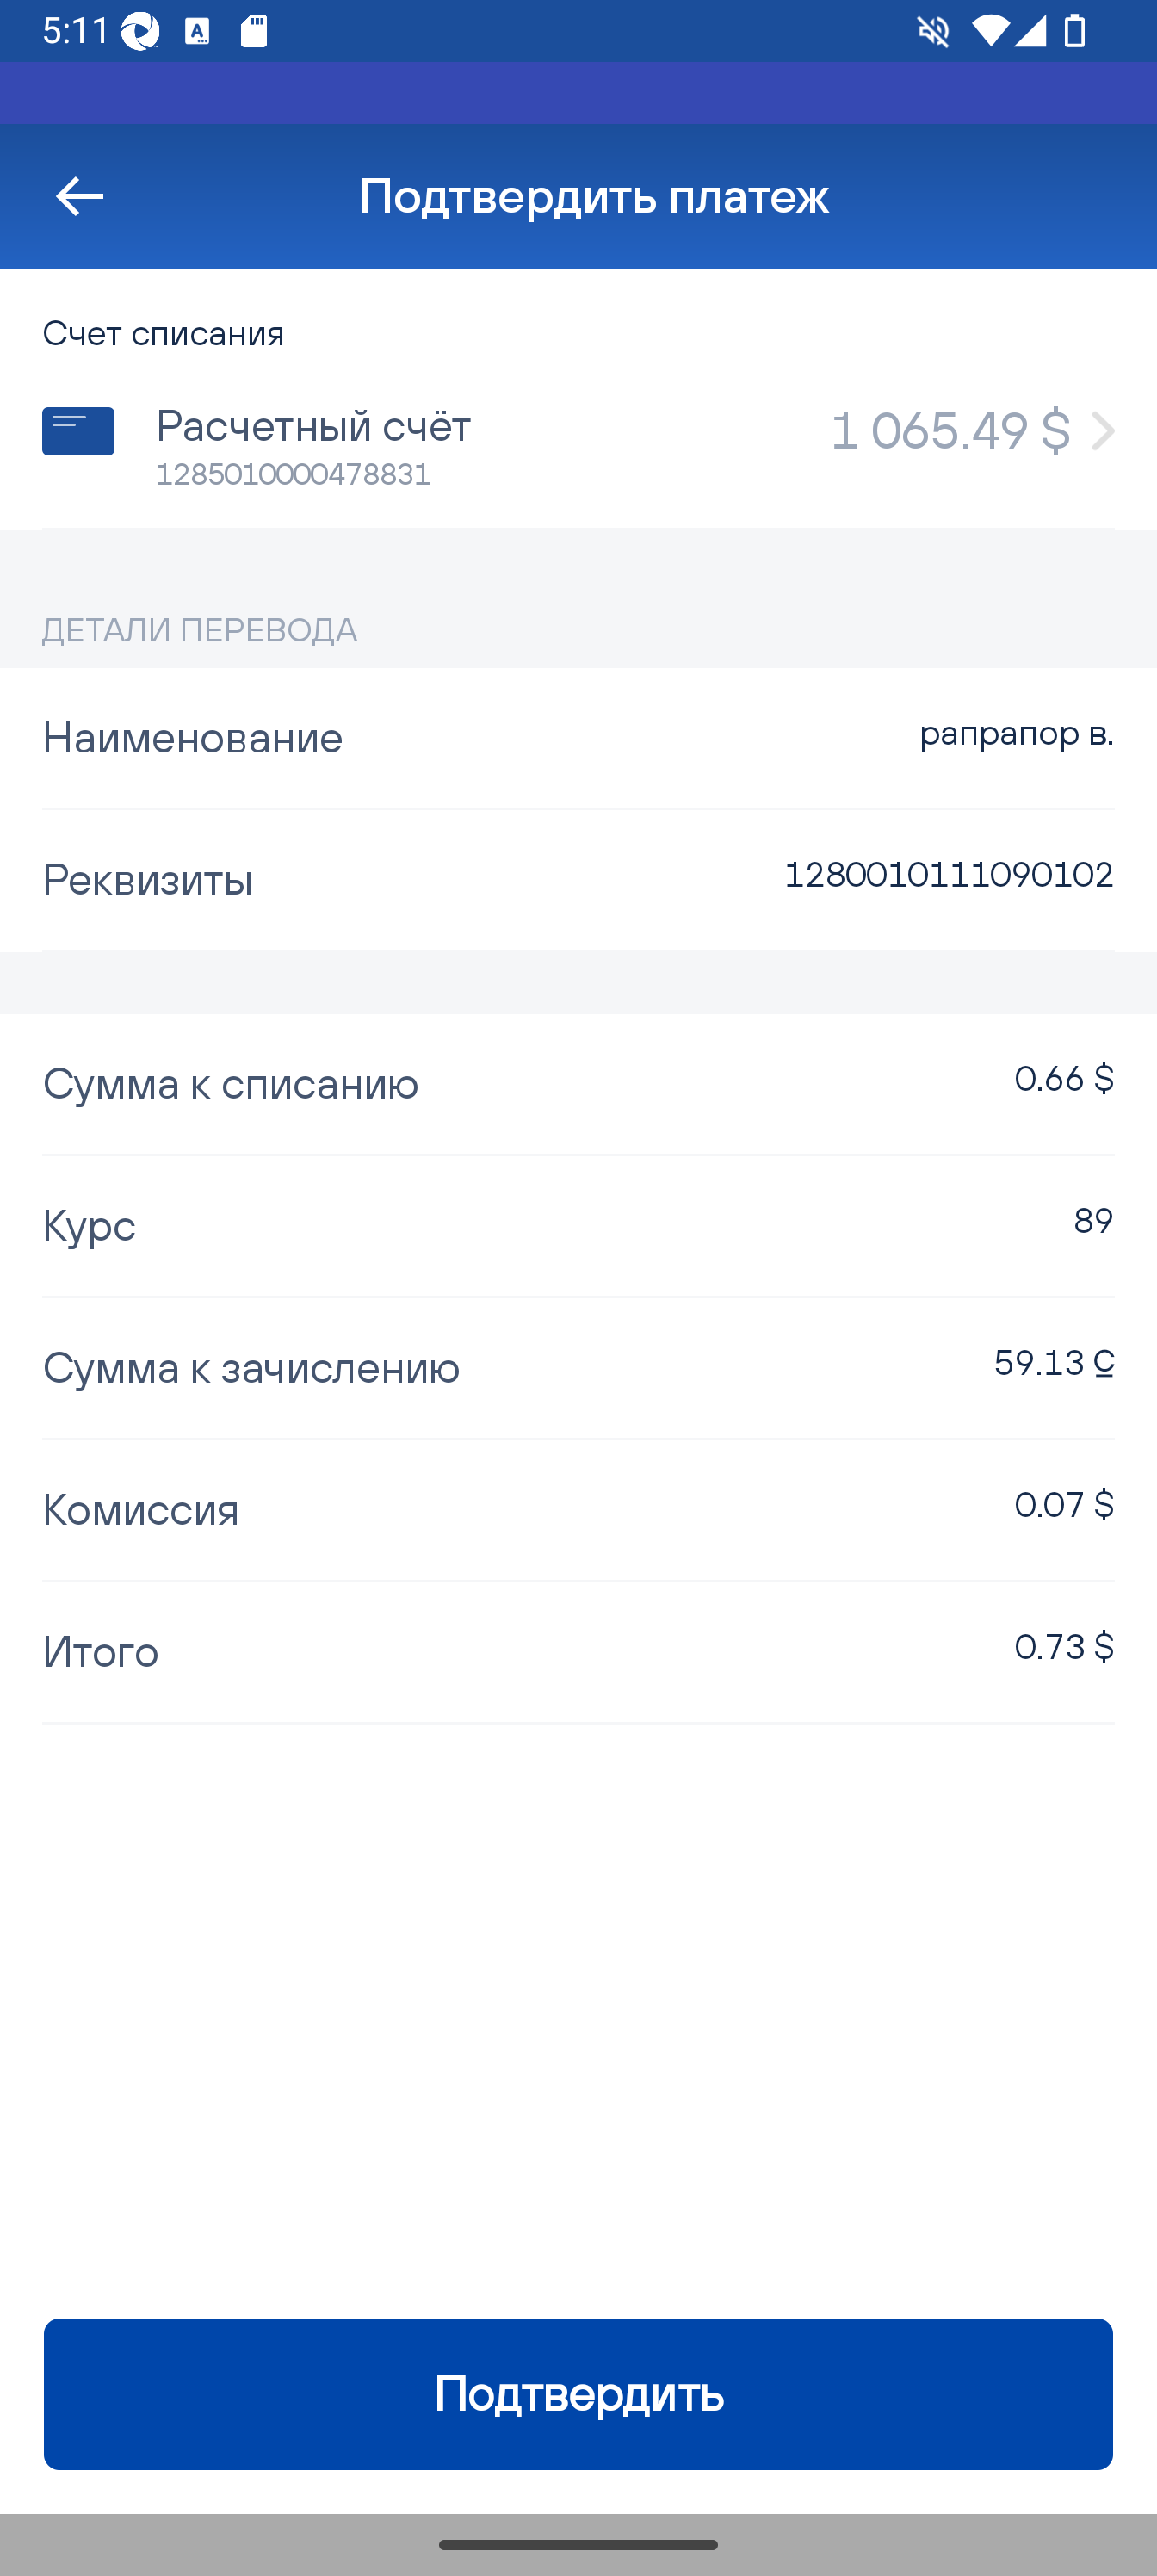 5:11
Подтвердить платеж
Счет списания
Расчетный счёт
1 065.49 $
1285010000478831
ДЕТАЛИ ПЕРЕВОДА
Наименование
рапрапор в.
Реквизиты
1280010111090102
Сумма к списанию
0.66 $
Курс
89
Сумма к зачислению
59.13 С
Комиссия
0.07 $
Итого
0.73 $
Подтвердить